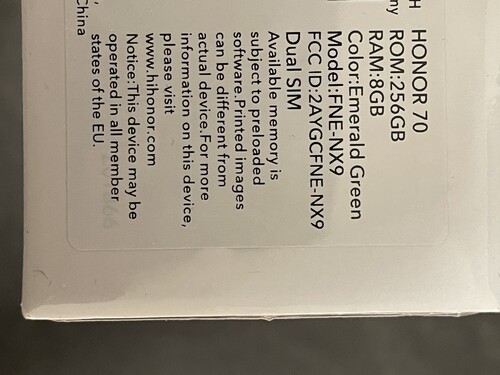 HONOR 70
ROM:256GB
RAM:8GB
Color:Emerald Green
Model:FNE-NX9
FCC ID:2AYGCFNE-NX9
Dual SIM
Available memory is
subject to preloaded
software.Printed images
can be different from
actual device.For more
information on this device,
please visit
www.hihonor.com
Notice:This device may be
operated in all member
states of the EU.
H
ny
,
China